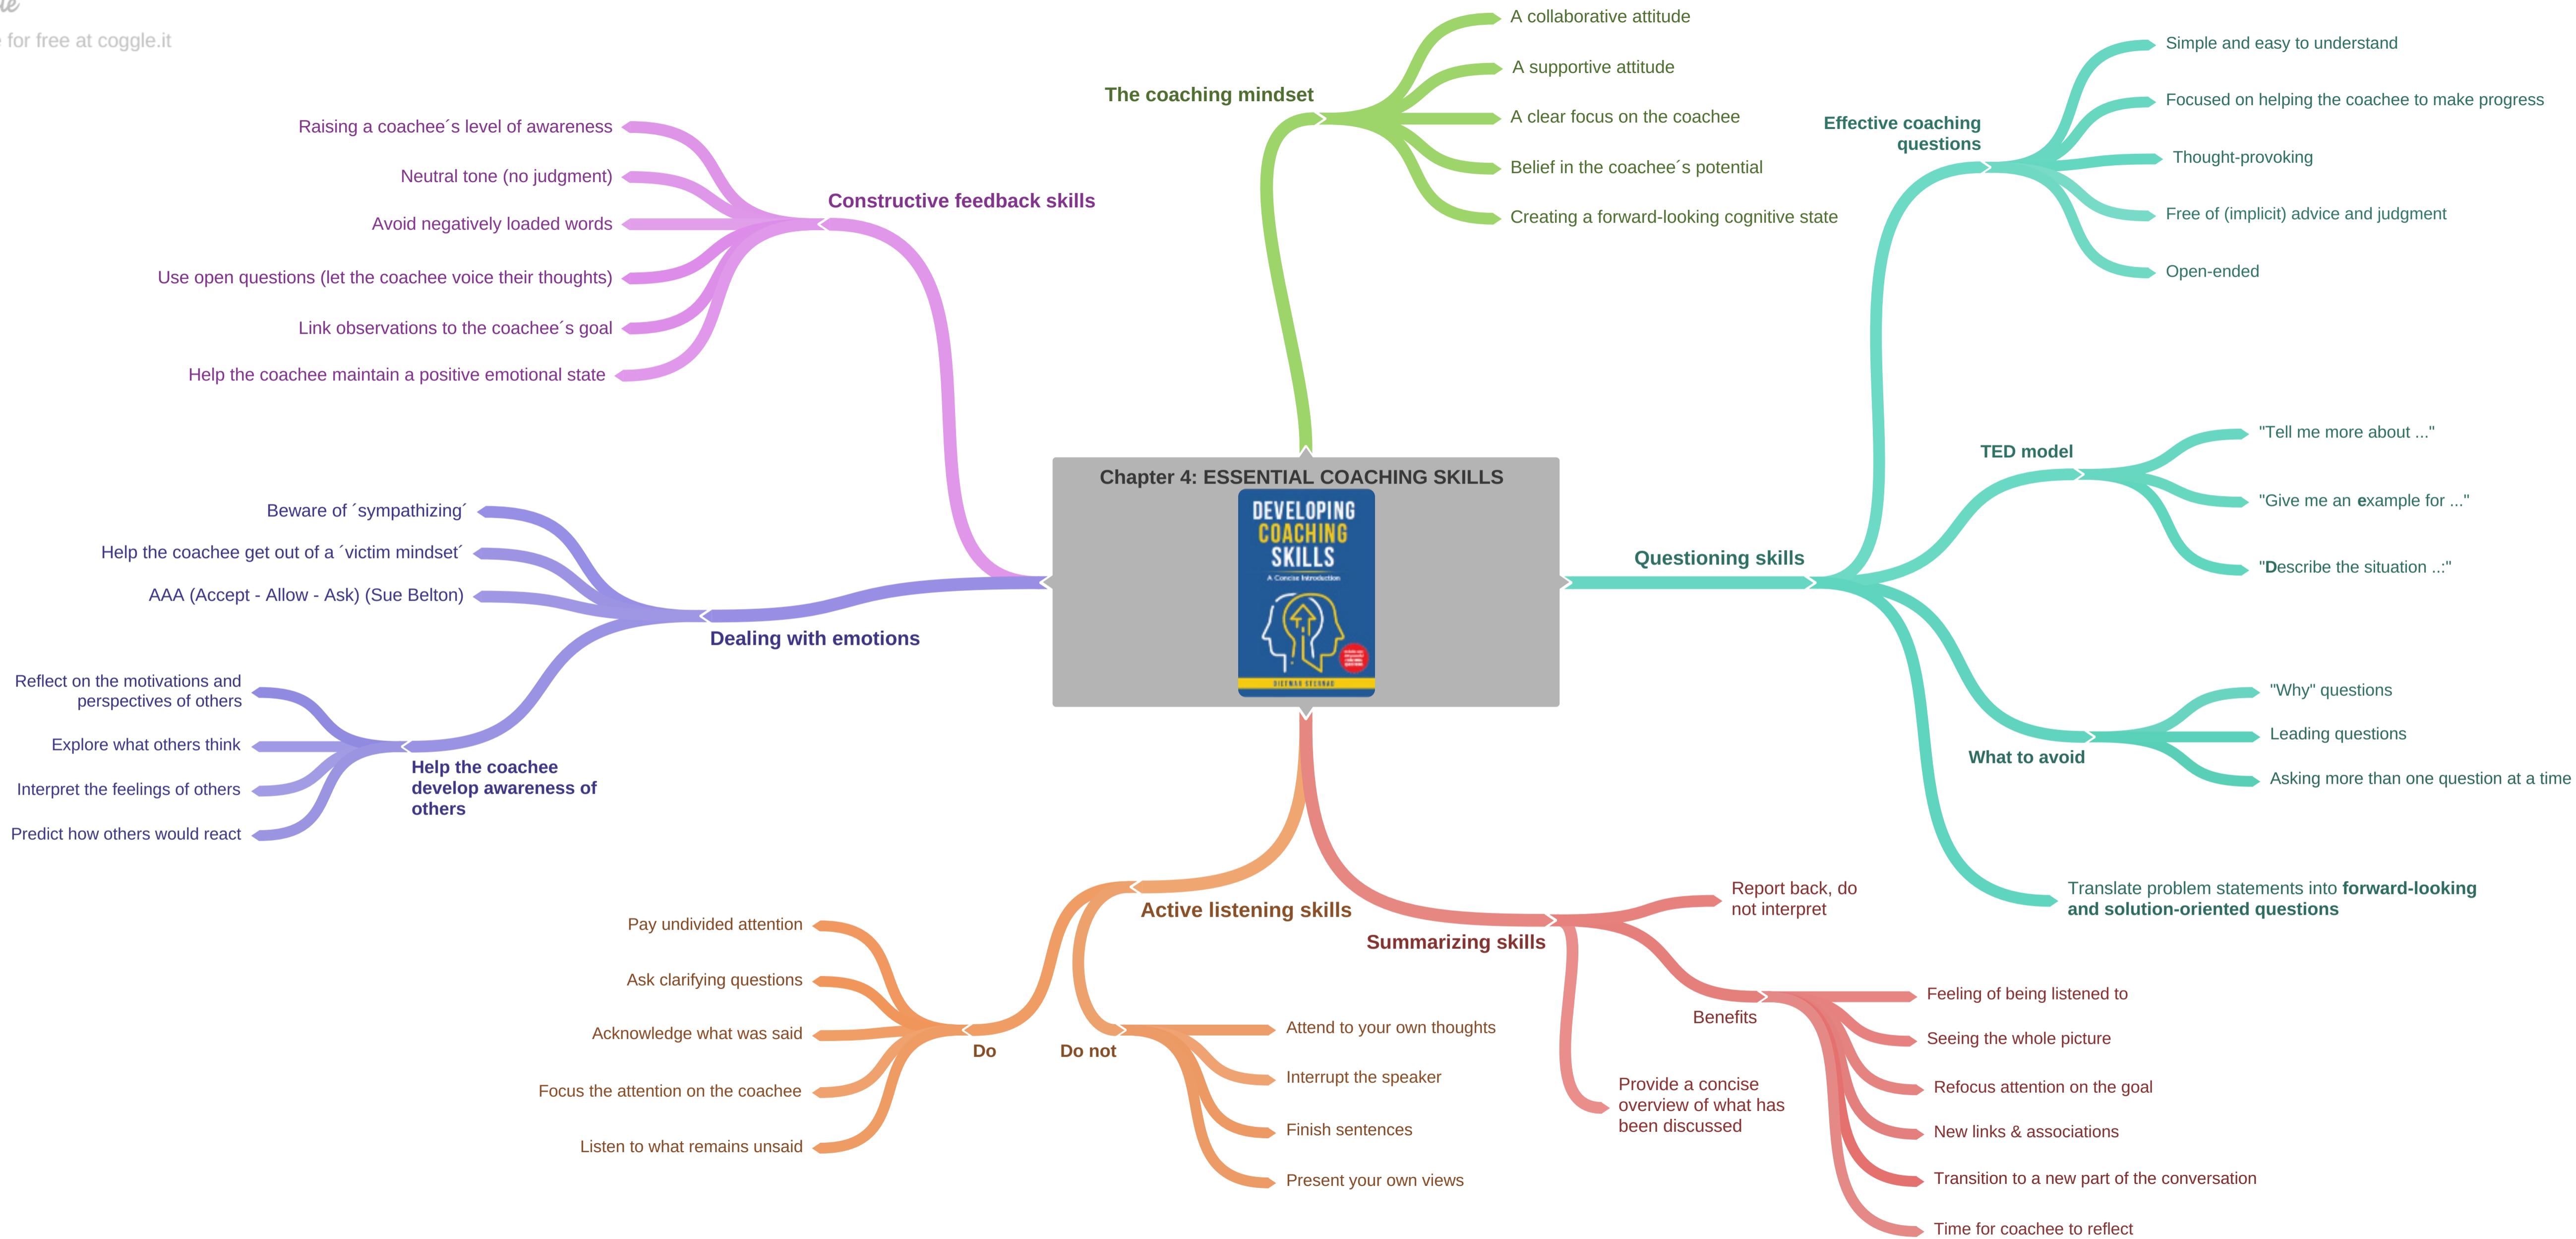 for free at coggle.it
The coaching mindset
A collaborative attitude
A supportive attitude
A clear focus on the coachee
Belief in the coachee´s potential
Creating a forward-looking cognitive state
Effective coaching
questions
Simple and easy to understand
Focused on helping the coachee to make progress
Thought-provoking
Free of (implicit) advice and judgment
Open-ended
Constructive feedback skills
Raising a coachee´s level of awareness
Neutral tone (no judgment)
Avoid negatively loaded words
Use open questions (let the coachee voice their thoughts)
Link observations to the coachee´s goal
Help the coachee maintain a positive emotional state
Chapter 4: ESSENTIAL COACHING SKILLS
DEVELOPING
COACHING
SKILLS
A Concise Introduction
DIETMAR STERNAD
Questioning skills
TED model
"Tell me more about ..."
"Give me an example for ..."
"Describe the situation ..:"
What to avoid
"Why" questions
Leading questions
Asking more than one question at a time
Translate problem statements into forward-looking
and solution-oriented questions
Dealing with emotions
Beware of ´sympathizing´
Help the coachee get out of a ´victim mindset´
AAA (Accept - Allow - Ask) (Sue Belton)
Help the coachee
develop awareness of
others
Reflect on the motivations and
perspectives of others
Explore what others think
Interpret the feelings of others
Predict how others would react
Active listening skills
Do
Pay undivided attention
Ask clarifying questions
Acknowledge what was said
Focus the attention on the coachee
Listen to what remains unsaid
Do not
Attend to your own thoughts
Interrupt the speaker
Finish sentences
Present your own views
Summarizing skills
Report back, do
not interpret
Benefits
Feeling of being listened to
Seeing the whole picture
Refocus attention on the goal
New links & associations
Transition to a new part of the conversation
Time for coachee to reflect
Provide a concise
overview of what has
been discussed